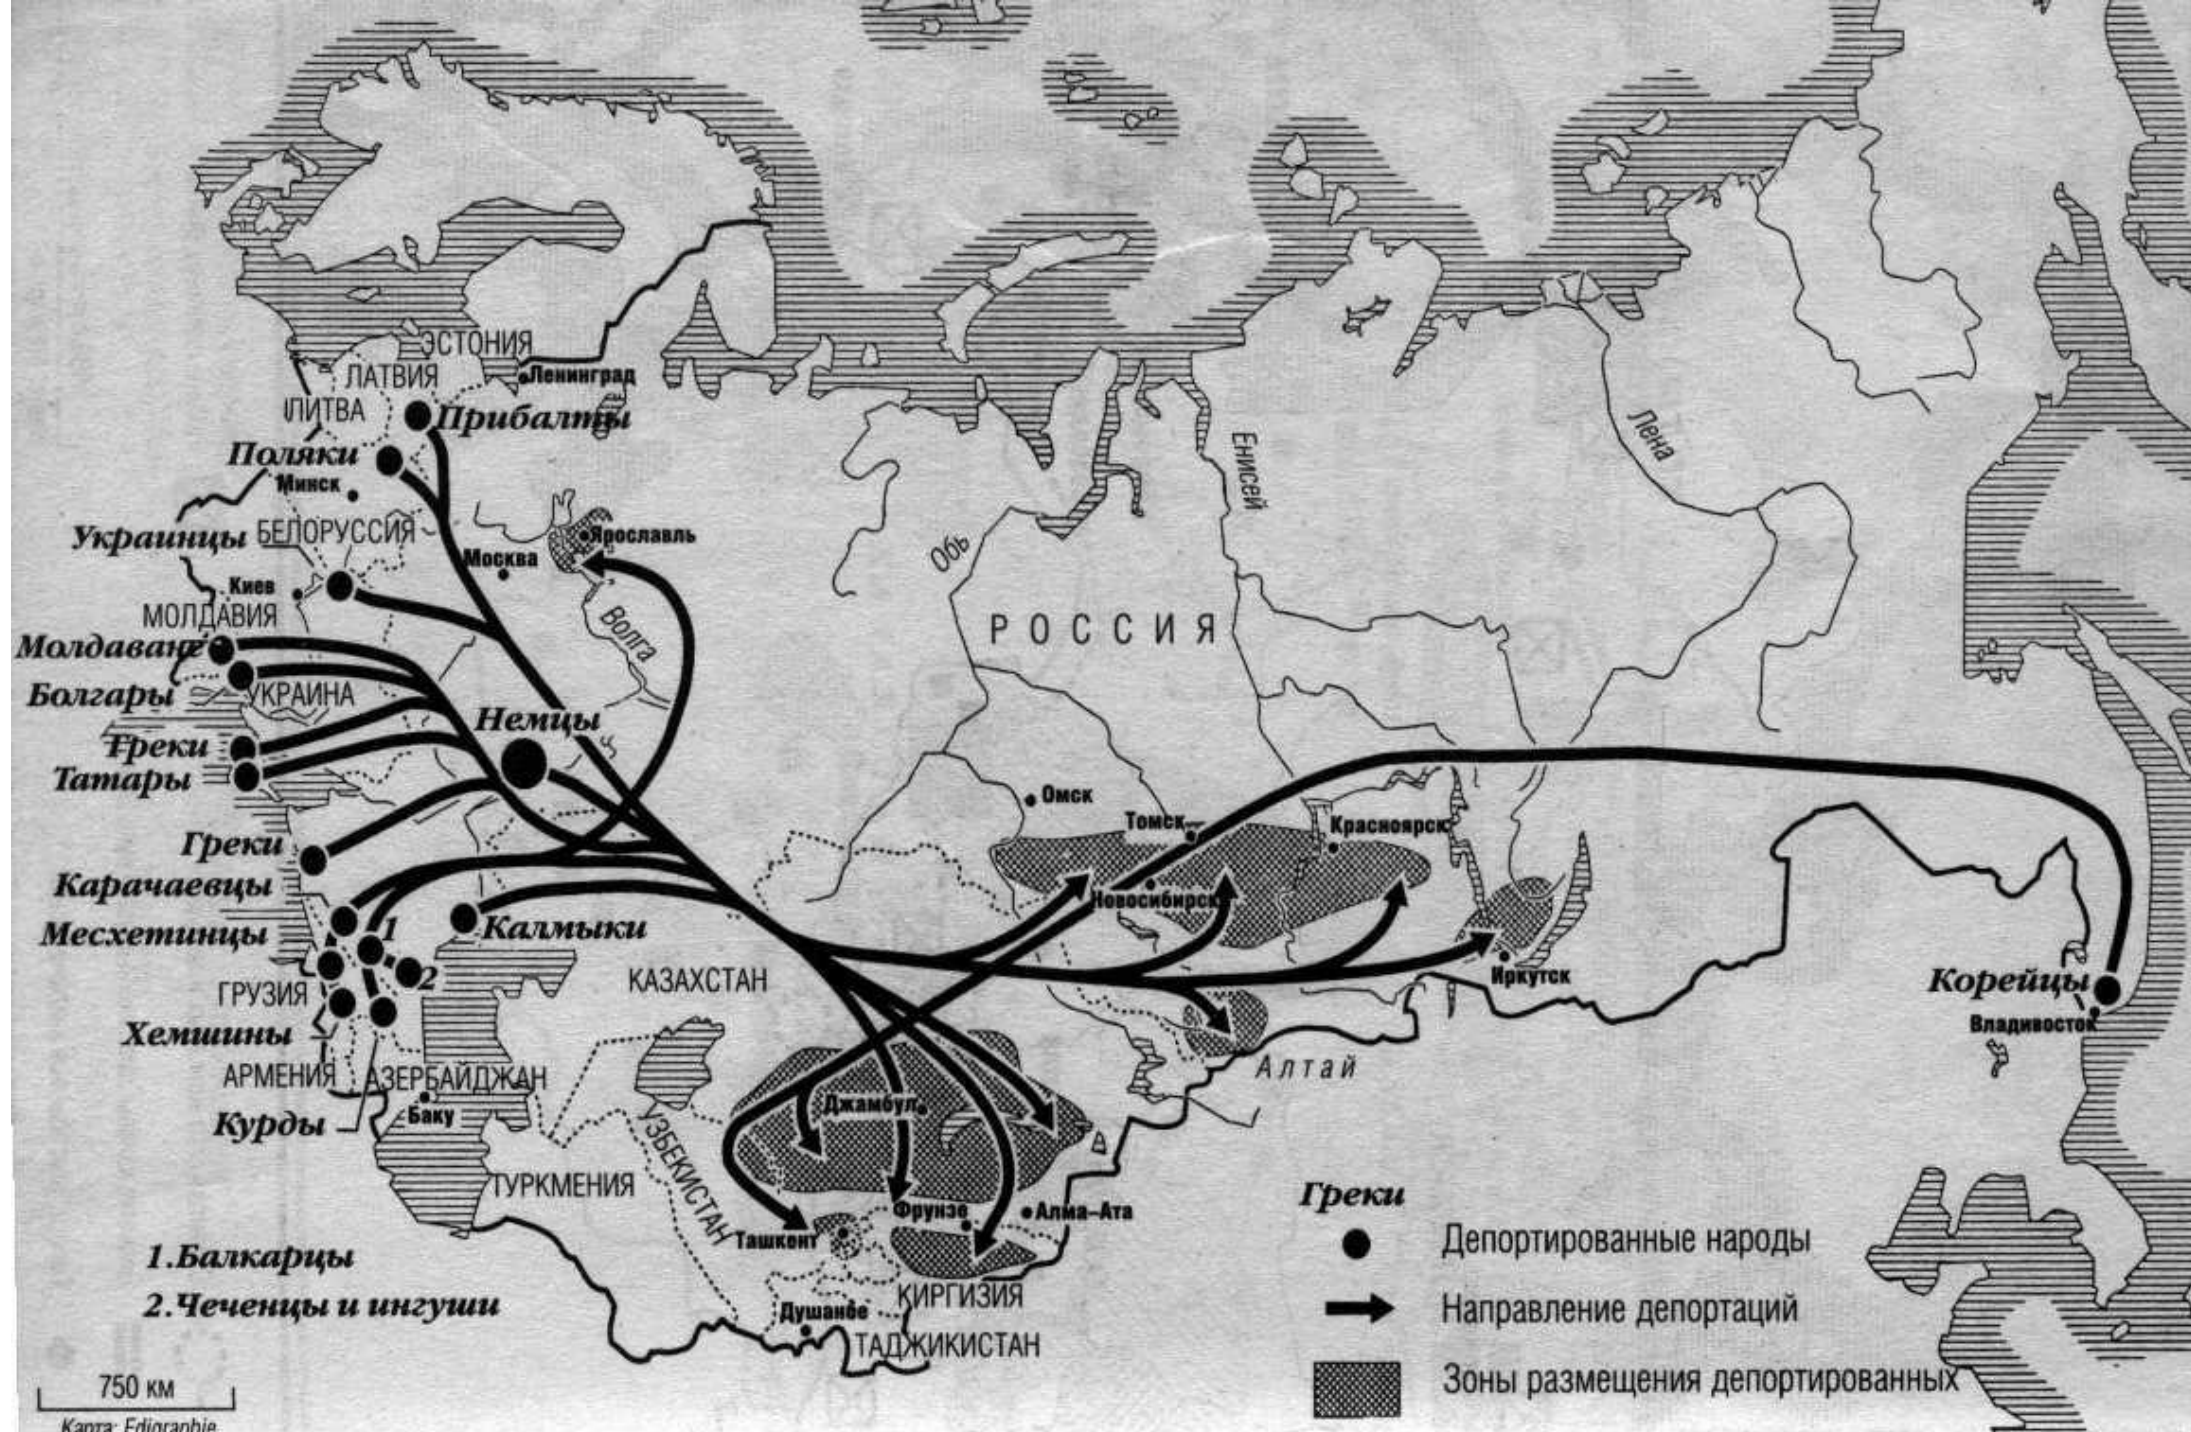 ЭСТОНИЯ
Ленинград
ЛАТВИЯ
ЛИТВА
Прибалты
Поляки
Минск
Украинцы
БЕЛОРУССИЯ
Ярославль
Москва
Киев
МОЛДАВИЯ
Волга
Молдаване
Болгары
УКРАИНА
Немцы
Греки
Татары
Греки
Карачаевцы
Месхетинцы
1
2
Калмыки
ГРУЗИЯ
Хемшины
АРМЕНИЯ
АЗЕРБАЙДЖАН
Баку
Курды
КАЗАХСТАН
УЗБЕКИСТАН
ТУРКМЕНИЯ
Ташкент
Джамбул
Фрунзе
Алма-Ата
КИРГИЗИЯ
Душанбе
ТАДЖИКИСТАН
Обь
Енисей
Лена
РОССИЯ
Омск
Томск
Красноярск
Новосибирск
Иркутск
Алтай
Корейцы
Владивосток
1.Балкарцы
2.Чеченцы и ингуши
750 км
Карта: Edigraphie
Греки
Депортированные народы
Направление депортаций
Зоны размещения депортированных